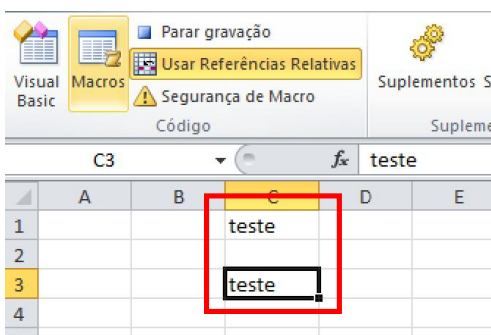 Parar gravação
Usar Referências Relativas
Segurança de Macro
Visual Basic
Macros
Código
Suplementos S
Supleme
C3
fx
teste
A B C D E
1 teste
2
3 teste
4